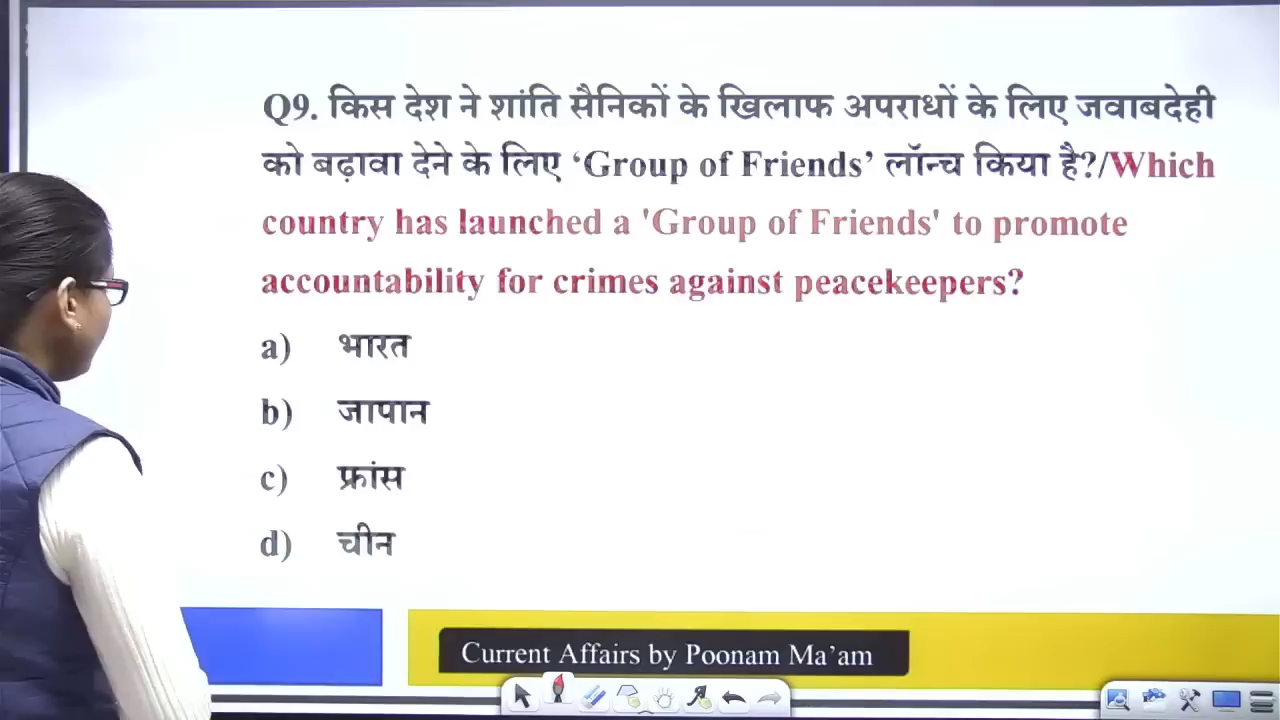 Q9. किस देश ने शांति सैनिकों के खिलाफ अपराधों के लिए जवाबदेही
को बढ़ावा देने के लिए ‘Group of Friends’ लॉन्च किया है?/Which
country has launched a 'Group of Friends' to promote
accountability for crimes against peacekeepers?
a) भारत
b) जापान
c) फ्रांस
d) चीन
Current Affairs by Poonam Ma’am